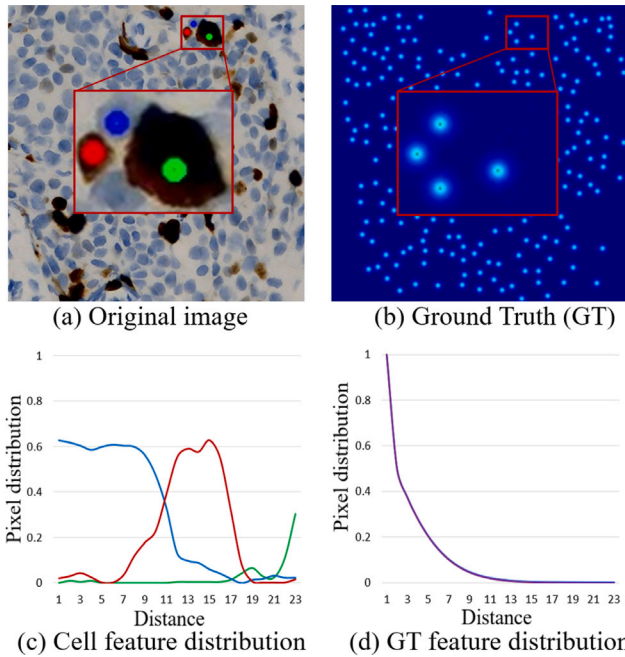 (a) Original image
(b) Ground Truth (GT)
Pixel distribution
1
0.8
0.6
0.4
0.2
0
1 3 5 7 9 11 13 15 17 19 21 23
Distance
(c) Cell feature distribution
Pixel distribution
1
0.8
0.6
0.4
0.2
0
1 3 5 7 9 11 13 15 17 19 21 23
Distance
(d) GT feature distribution